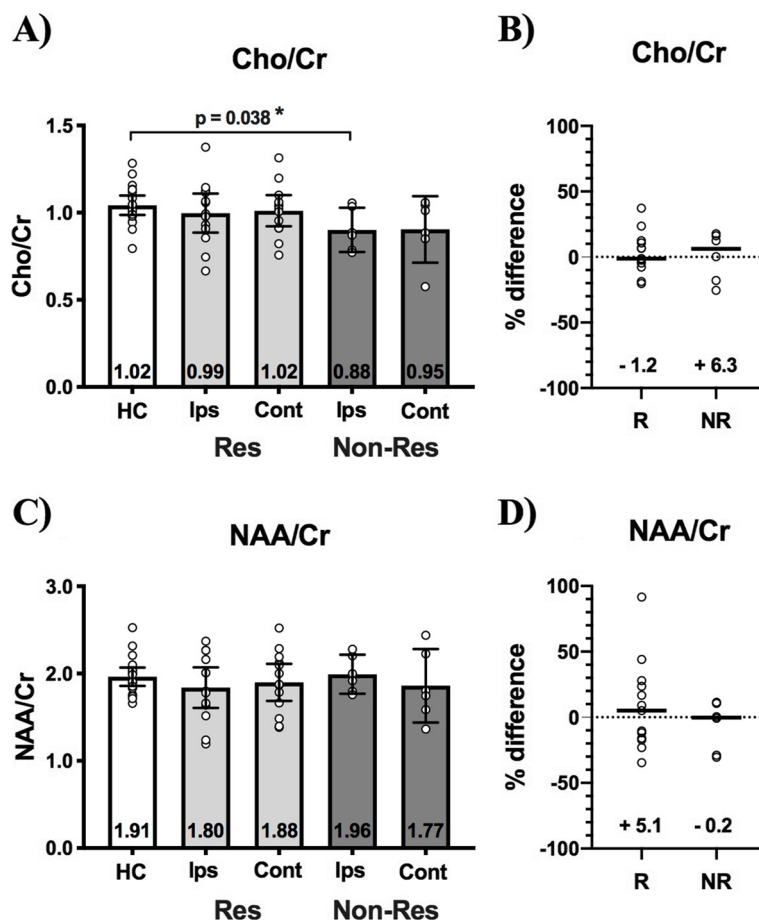 A)
Cho/Cr
p = 0.038 *
Cho/Cr
1.5
1.0
0.5
0.0
1.02 0.99 1.02 0.88 0.95
HC Ips Cont Ips Cont
Res Non-Res
B)
Cho/Cr
% difference
100
50
0
-50
-100
- 1.2 + 6.3
R NR
C)
NAA/Cr
NAA/Cr
3.0
2.0
1.0
0.0
1.91 1.80 1.88 1.96 1.77
HC Ips Cont Ips Cont
Res Non-Res
D)
NAA/Cr
% difference
100
50
0
-50
-100
+ 5.1 - 0.2
R NR